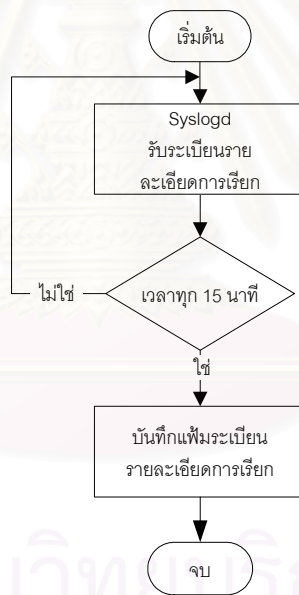 เริ่มต้น
Syslogd
รับระเบียนราย
ละเอียดการเรียก
ไม่ใช่
เวลาทุก 15 นาที
ใช่
บันทึกแฟ้มระเบียน
รายละเอียดการเรียก
จบ